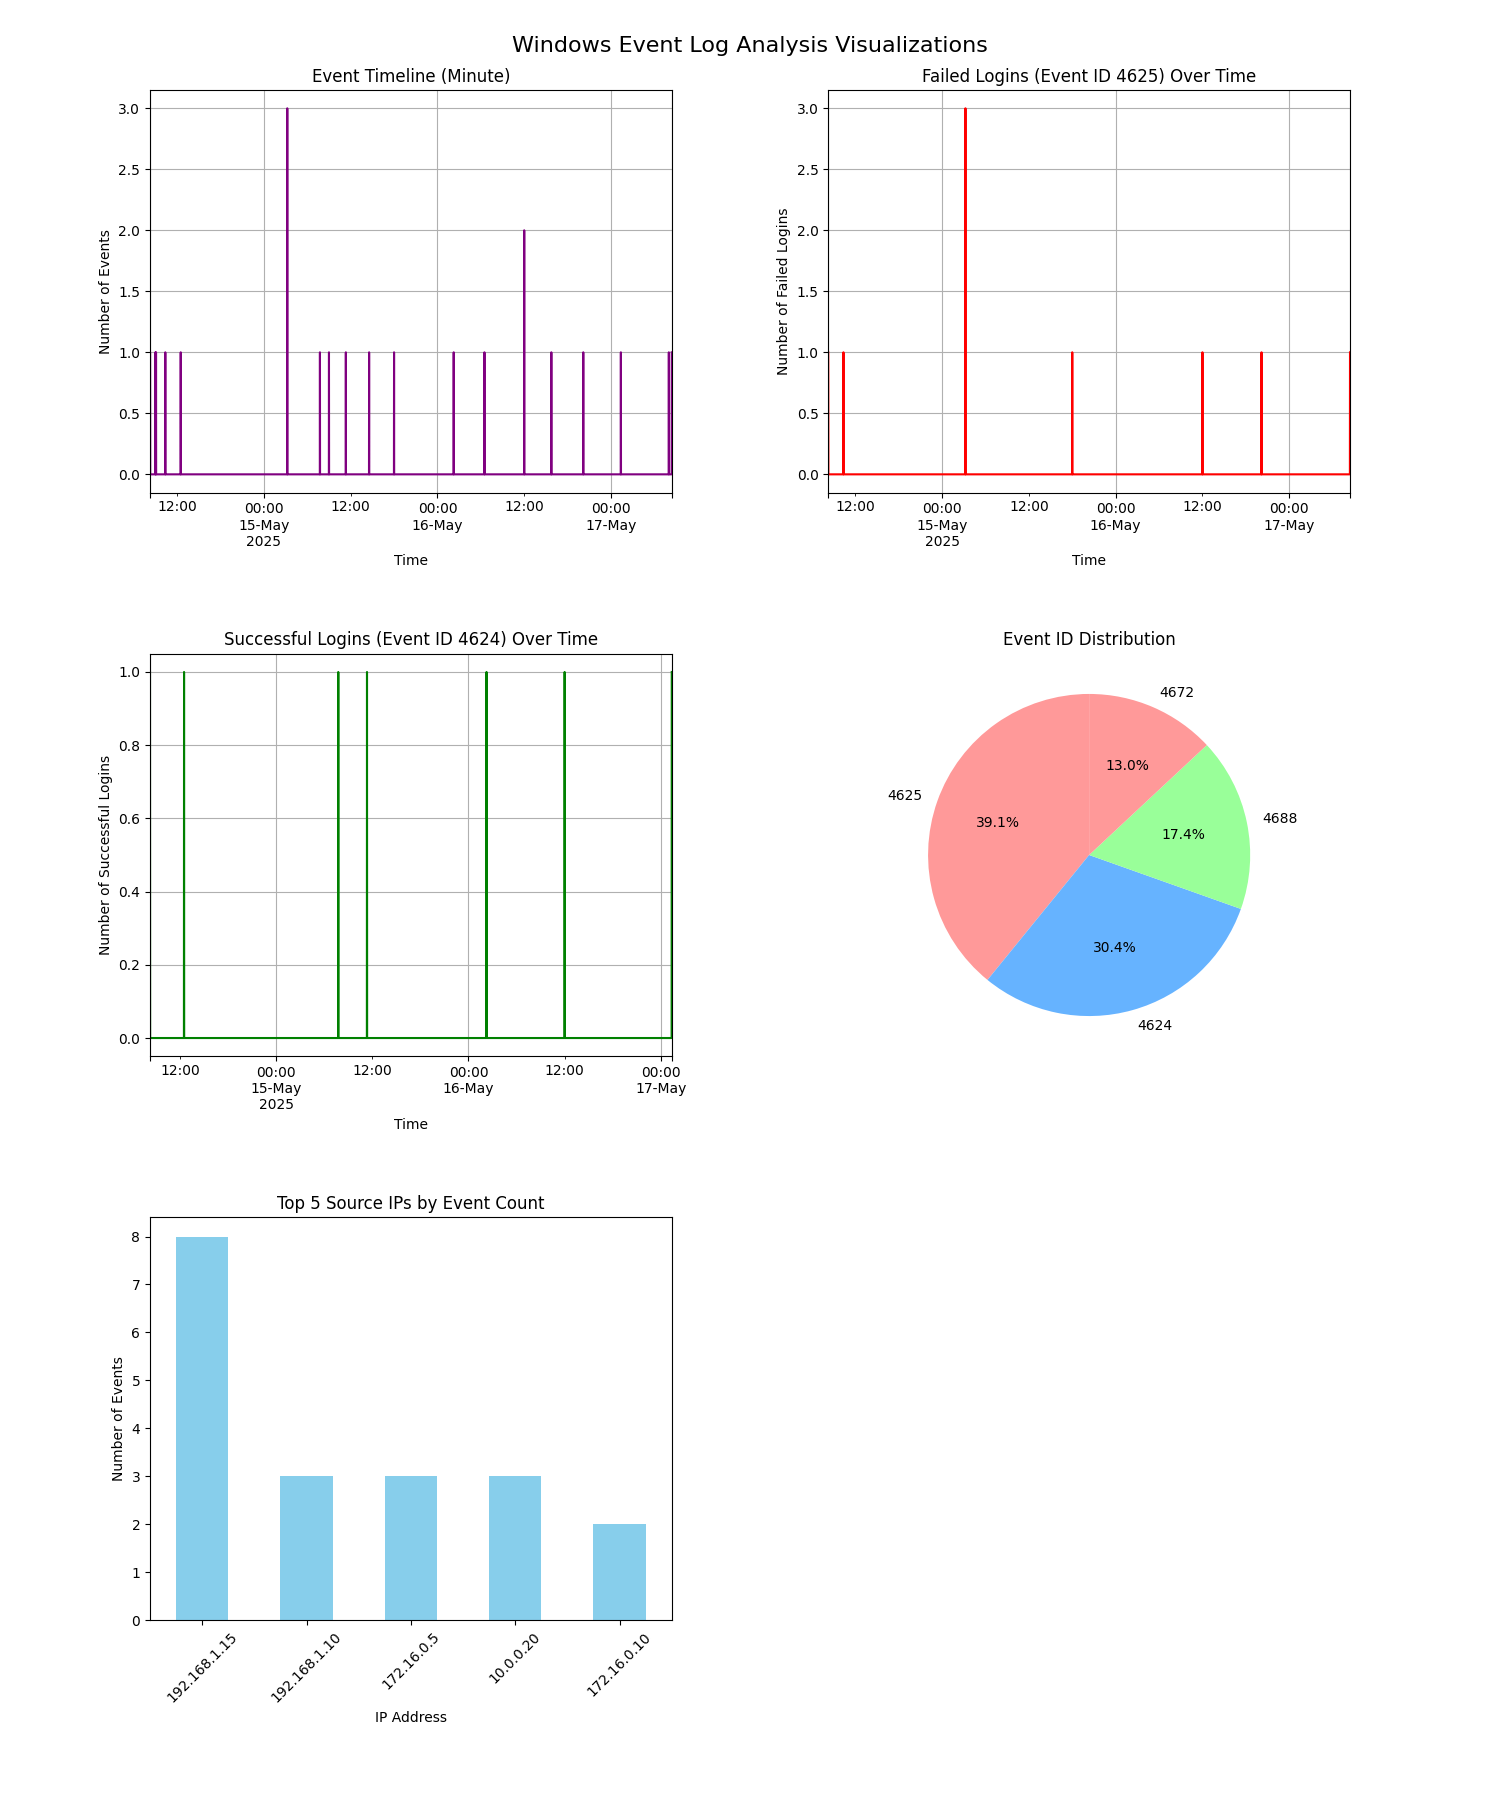 Windows Event Log Analysis Visualizations
Event Timeline (Minute)
Number of Events
3.0
2.5
2.0
1.5
1.0
0.5
0.0
12:00
00:00
15-May
2025
12:00
00:00
16-May
12:00
00:00
17-May
Time
Failed Logins (Event ID 4625) Over Time
Number of Failed Logins
3.0
2.5
2.0
1.5
1.0
0.5
0.0
12:00
00:00
15-May
2025
12:00
00:00
16-May
12:00
00:00
17-May
Time
Successful Logins (Event ID 4624) Over Time
Number of Successful Logins
1.0
0.8
0.6
0.4
0.2
0.0
12:00
00:00
15-May
2025
12:00
00:00
16-May
12:00
00:00
17-May
Time
Event ID Distribution
4672
13.0%
4625
39.1%
4688
17.4%
30.4%
4624
Top 5 Source IPs by Event Count
Number of Events
8
7
6
5
4
3
2
1
0
192.168.1.15
192.168.1.10
172.16.0.5
10.0.0.20
172.16.0.10
IP Address